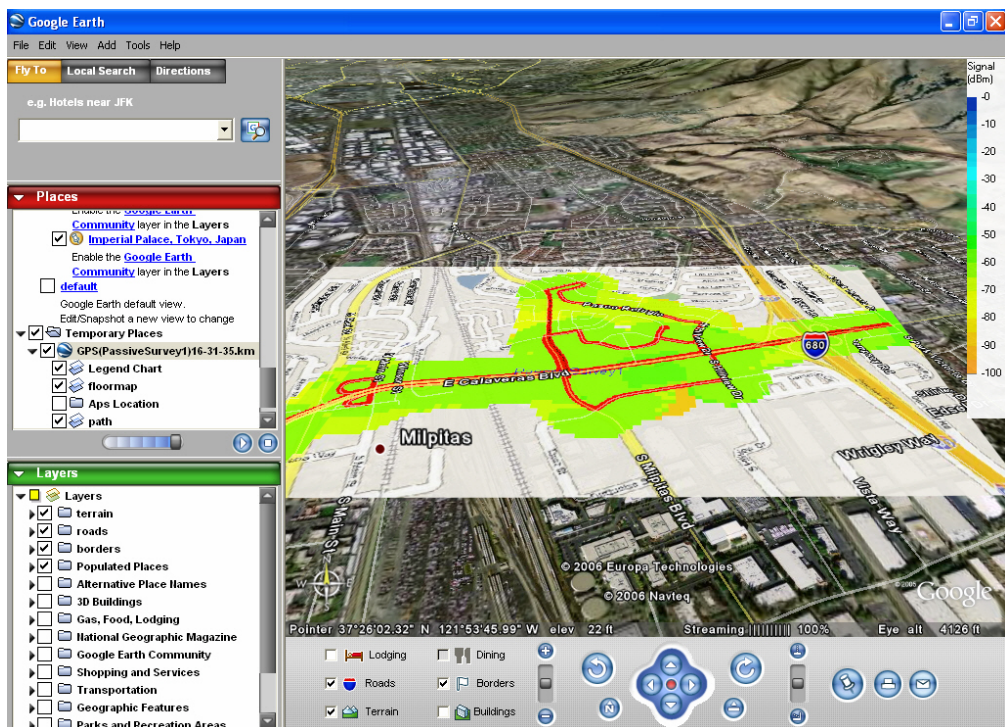 Google Earth
File Edit View Add Tools Help
Fly To Local Search Directions
e.g. Hotels near JFK
Places
Enable the Google Earth
Community layer in the Layers
Imperial Palace, Tokyo, Japan
Enable the Google Earth
Community layer in the Layers
default
Google Earth default view.
Edit/Snapshot a new view to change
Temporary Places
GPS(PassiveSurvey1)16-31-35.km
Legend Chart
floormap
Aps Location
path
Layers
Layers
terrain
roads
borders
Populated Places
Alternative Place Names
3D Buildings
Gas, Food, Lodging
National Geographic Magazine
Google Earth Community
Shopping and Services
Transportation
Geographic Features
Parks and Recreation Areas
Signal
(dBm)
-0
-10
-20
-30
-40
-50
-60
-70
-80
-90
-100
680
E Calaveras Blvd
Milpitas
S Main St
S Milpitas Blvd
Wrigley Way
Vista Way
W E
© 2006 Europa Technologies
© 2006 Navteq
© 2005 Google
Pointer 37°26'02.32" N 121°53'45.99" W elev 22 ft Streaming |||||||||| 100% Eye alt 4126 ft
Lodging Dining
Roads Borders
Terrain Buildings
N